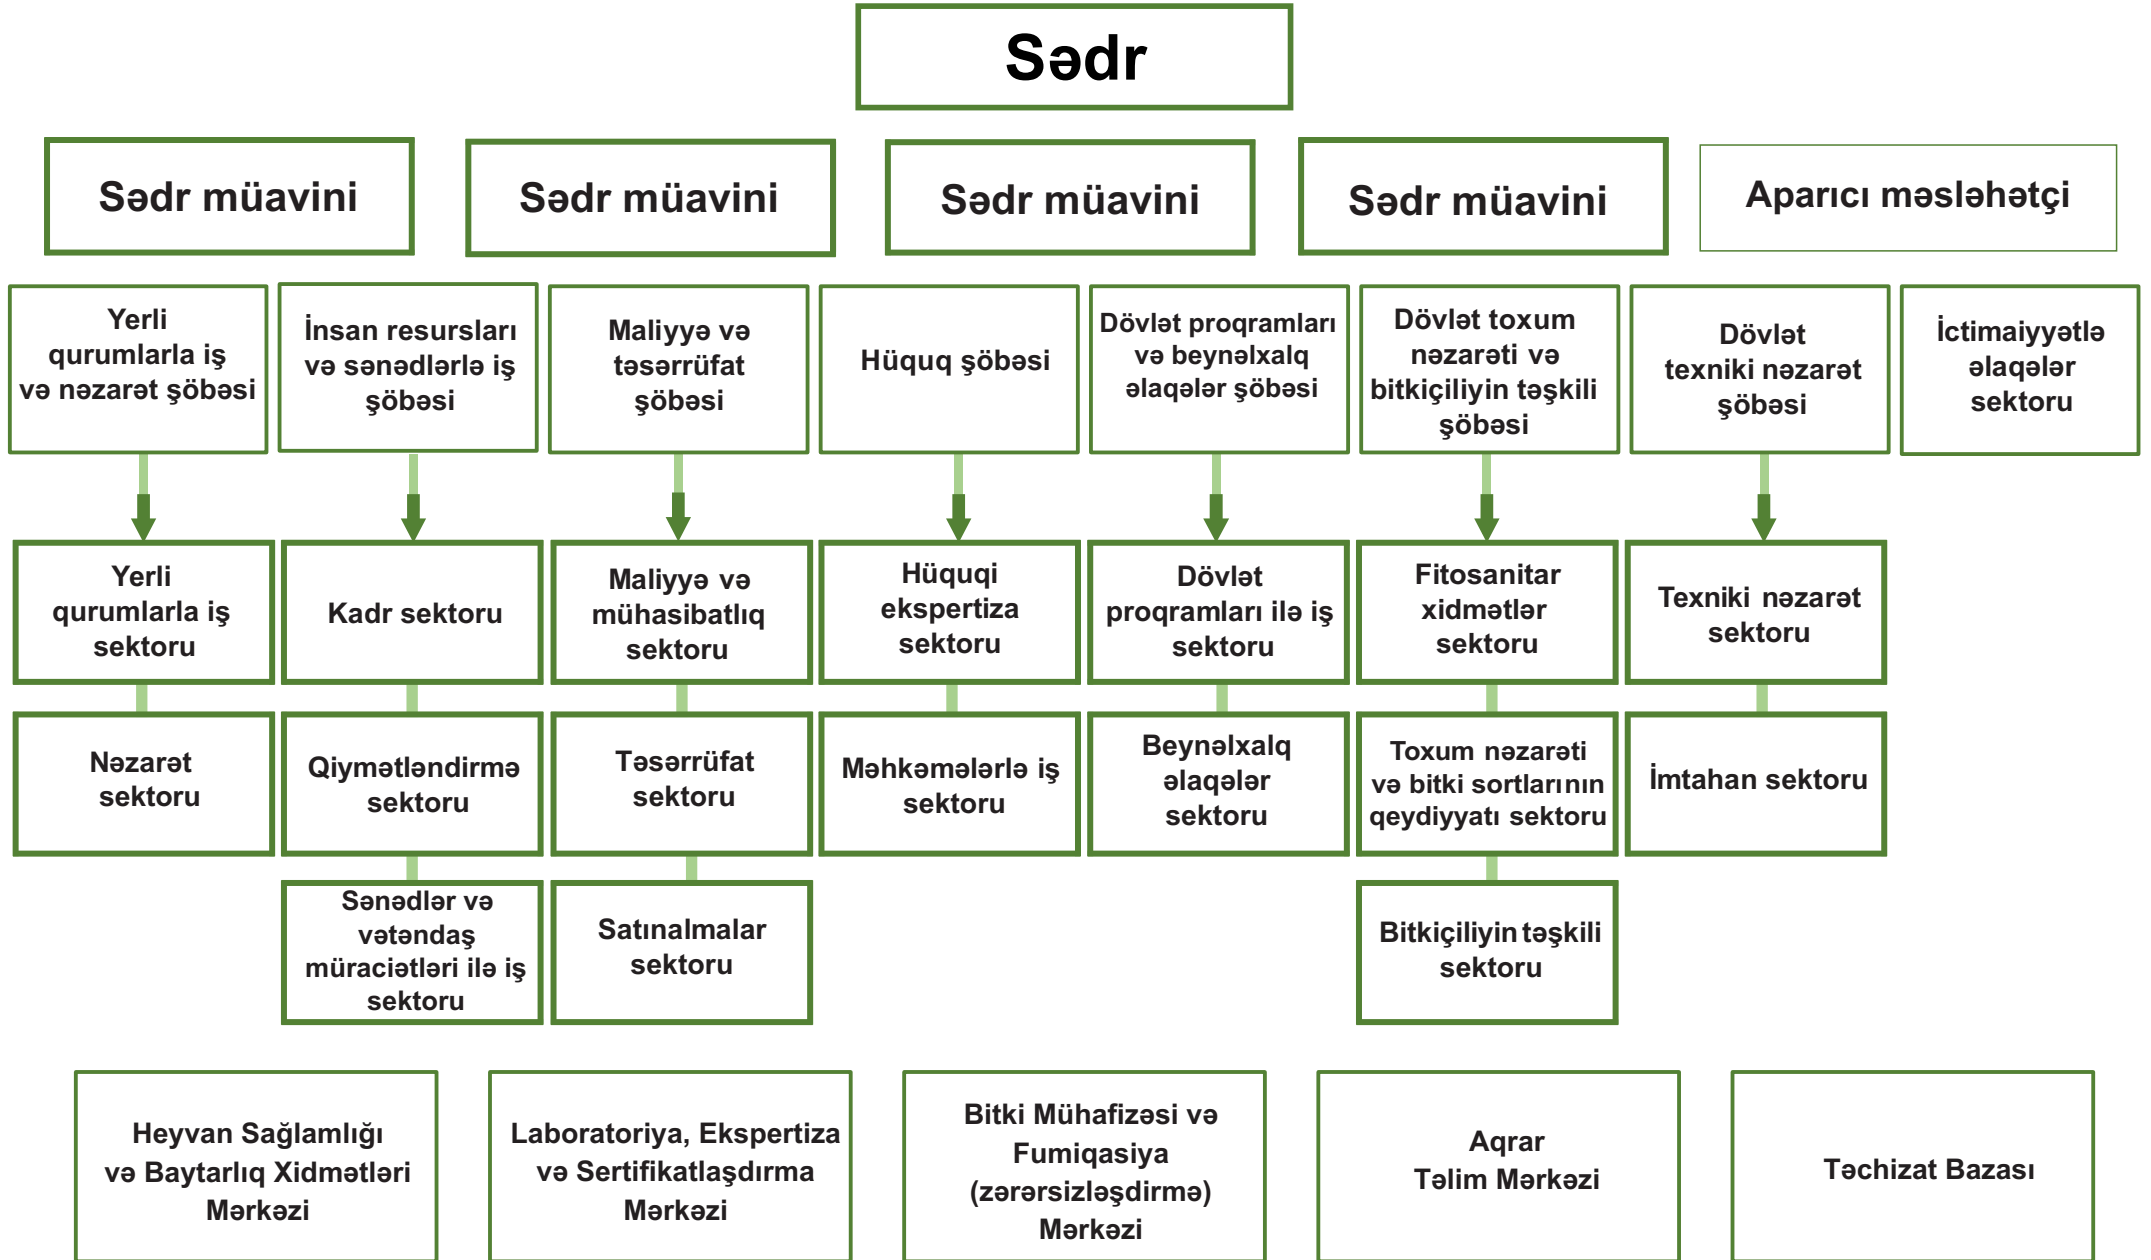 Sədr
Sədr müavini
Sədr müavini
Sədr müavini
Sədr müavini
Aparıcı məsləhətçi
Yerli
qurumlarla iş
və nəzarət şöbəsi
İnsan resursları
və sənədlərlə iş
şöbəsi
Maliyyə və
təsərrüfat
şöbəsi
Hüquq şöbəsi
Dövlət proqramları
və beynəlxalq
əlaqələr şöbəsi
Dövlət toxum
nəzarəti və
bitkiçiliyin təşkili
şöbəsi
Dövlət
texniki nəzarət
şöbəsi
İctimaiyyətlə
əlaqələr
sektoru
Yerli
qurumlarla iş
sektoru
Kadr sektoru
Maliyyə və
mühasibatlıq
sektoru
Hüquqi
ekspertiza
sektoru
Dövlət
proqramları ilə iş
sektoru
Fitosanitar
xidmətlər
sektoru
Texniki nəzarət
sektoru
Nəzarət
sektoru
Qiymətləndirmə
sektoru
Təsərrüfat
sektoru
Məhkəmələrlə iş
sektoru
Beynəlxalq
əlaqələr
sektoru
Toxum nəzarəti
və bitki sortlarının
qeydiyyatı sektoru
İmtahan sektoru
Sənədlər və
vətəndaş
müraciətləri ilə iş
sektoru
Satınalmalar
sektoru
Bitkiçiliyin təşkili
sektoru
Heyvan Sağlamlığı
və Baytarlıq Xidmətləri
Mərkəzi
Laboratoriya, Ekspertiza
və Sertifikatlaşdırma
Mərkəzi
Bitki Mühafizəsi və
Fumiqasiya
(zərərsizləşdirmə)
Mərkəzi
Aqrar
Təlim Mərkəzi
Təchizat Bazası